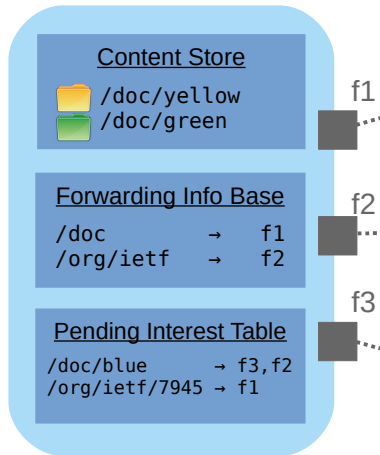 Content Store
/doc/yellow
/doc/green
f1
Forwarding Info Base
/doc → f1
/org/ietf → f2
f2
f3
Pending Interest Table
/doc/blue → f3,f2
/org/ietf/7945 → f1